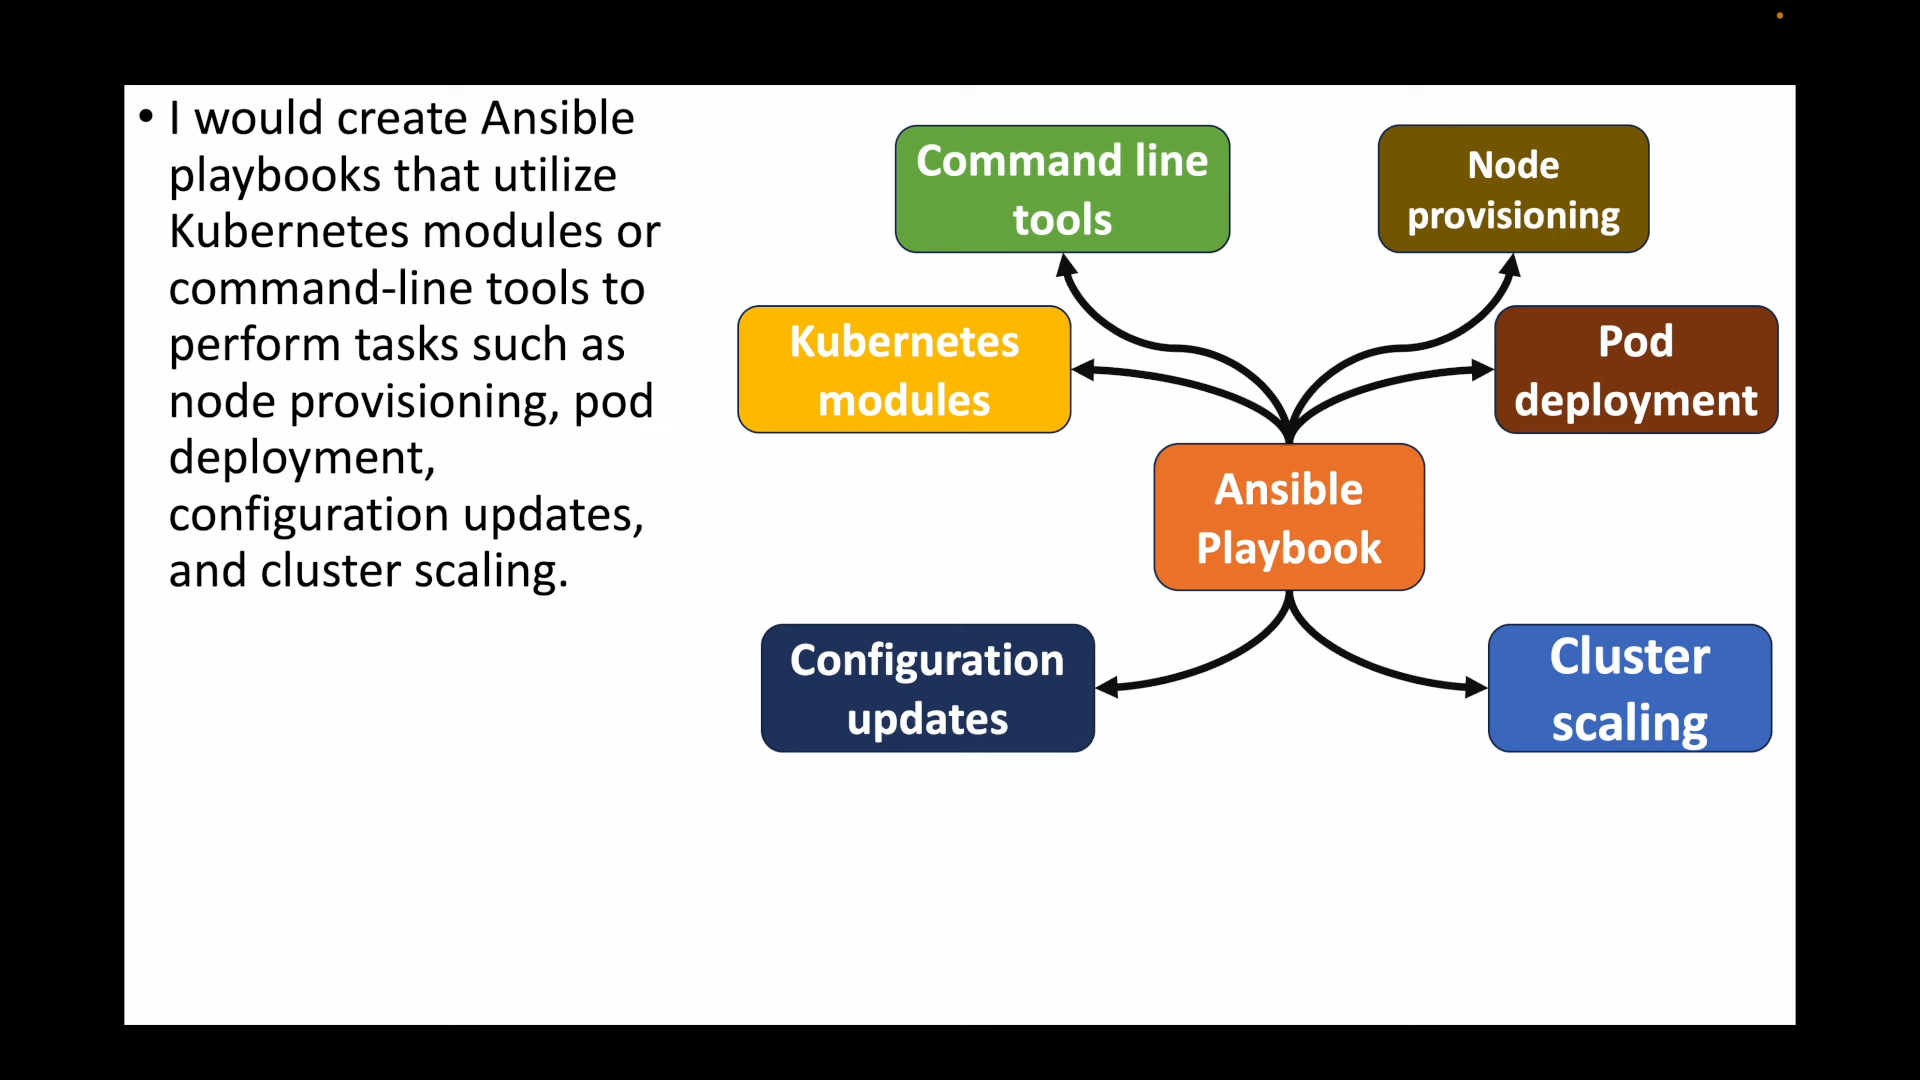 • I would create Ansible
playbooks that utilize
Kubernetes modules or
command-line tools to
perform tasks such as
node provisioning, pod
deployment,
configuration updates,
and cluster scaling.
Command line
tools
Node
provisioning
Kubernetes
modules
Pod
deployment
Ansible
Playbook
Configuration
updates
Cluster
scaling